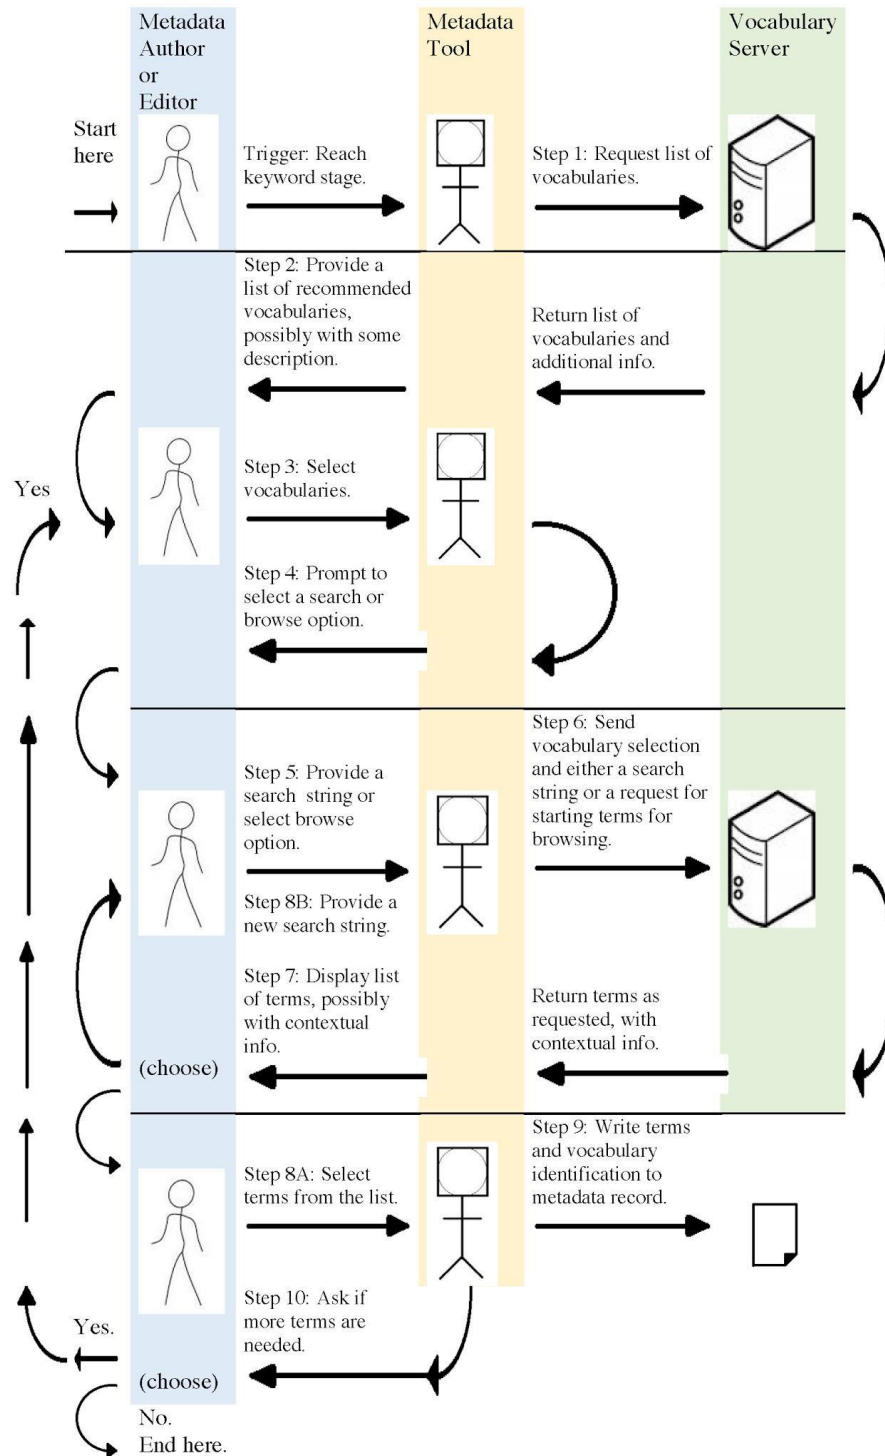 Metadata
Author
or
Editor
Metadata
Tool
Vocabulary
Server
Start
here
Trigger: Reach
keyword stage.
Step 1: Request list of
vocabularies.
Step 2: Provide a
list of recommended
vocabularies,
possibly with some
description.
Return list of
vocabularies and
additional info.
Yes
Step 3: Select
vocabularies.
Step 4: Prompt to
select a search or
browse option.
Step 5: Provide a
search string or
select browse
option.
Step 6: Send
vocabulary selection
and either a search
string or a request for
starting terms for
browsing.
Step 8B: Provide a
new search string.
Step 7: Display list
of terms, possibly
with contextual
info.
Return terms as
requested, with
contextual info.
(choose)
Step 8A: Select
terms from the list.
Step 9: Write terms
and vocabulary
identification to
metadata record.
Step 10: Ask if
more terms are
needed.
Yes.
(choose)
No.
End here.